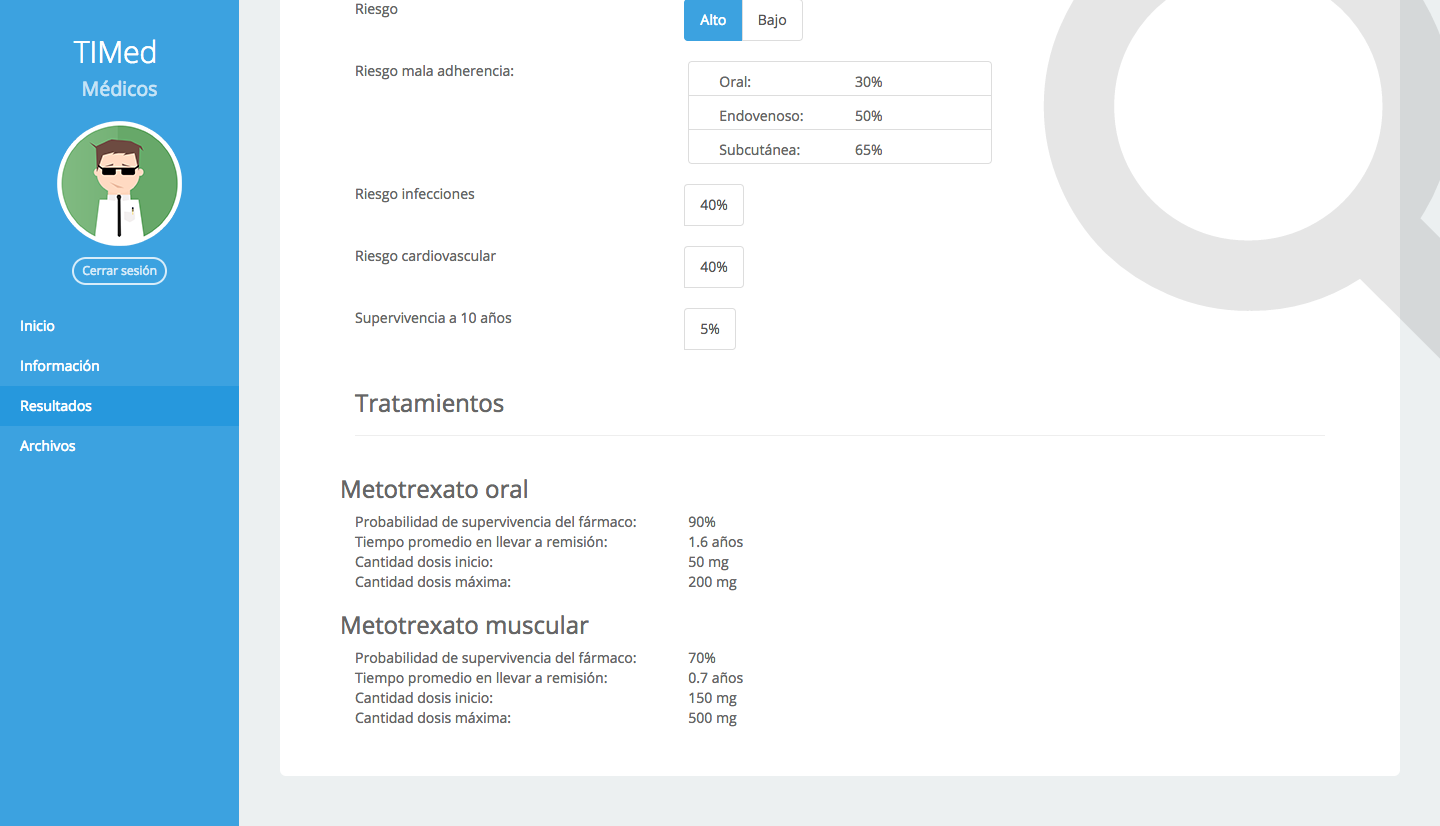 TIMed
Médicos
Cerrar sesión
Inicio
Información
Resultados
Archivos
Riesgo Alto Bajo
Riesgo mala adherencia: Oral: 30%
Endovenoso: 50%
Subcutánea: 65%
Riesgo infecciones 40%
Riesgo cardiovascular 40%
Supervivencia a 10 años 5%
Tratamientos
Metotrexato oral
Probabilidad de supervivencia del fármaco: 90%
Tiempo promedio en llevar a remisión: 1.6 años
Cantidad dosis inicio: 50 mg
Cantidad dosis máxima: 200 mg
Metotrexato muscular
Probabilidad de supervivencia del fármaco: 70%
Tiempo promedio en llevar a remisión: 0.7 años
Cantidad dosis inicio: 150 mg
Cantidad dosis máxima: 500 mg